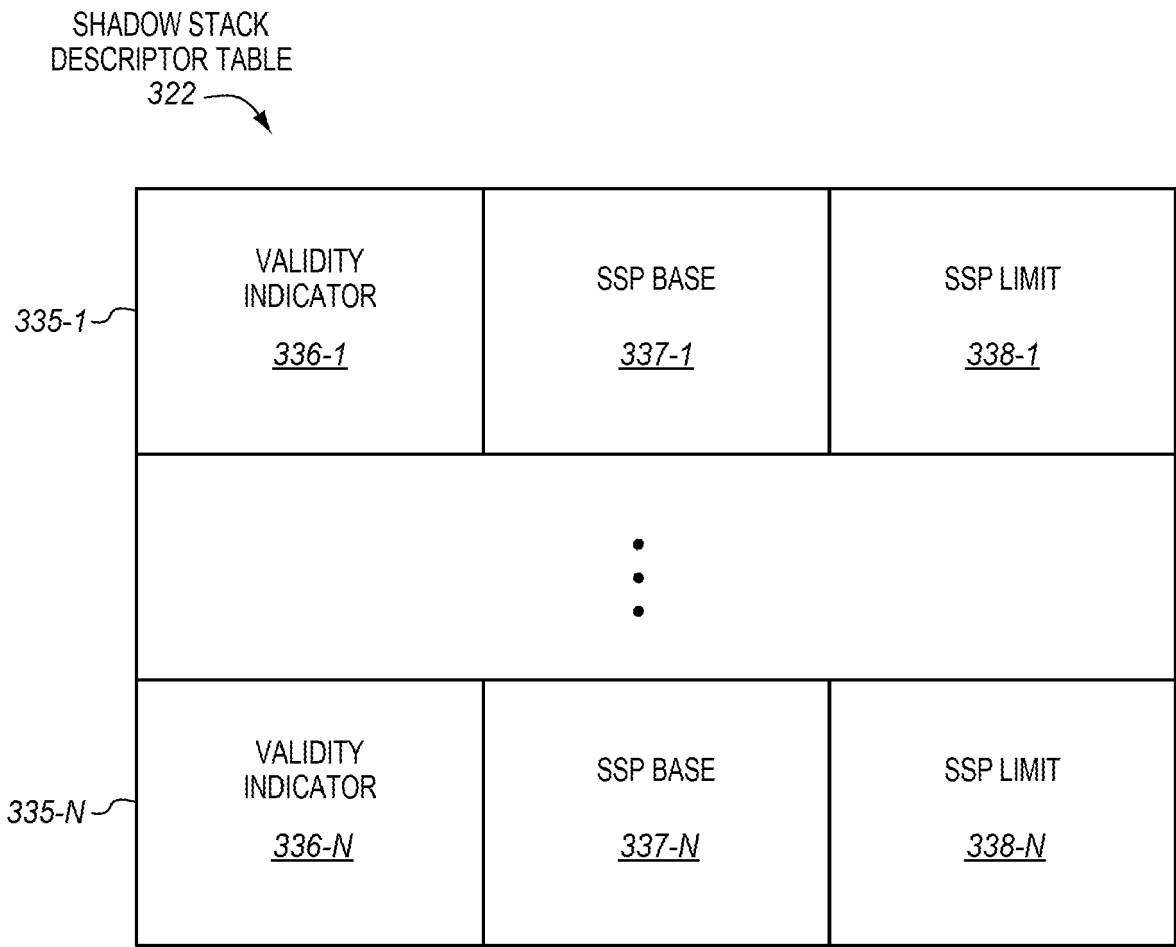 SHADOW STACK
DESCRIPTOR TABLE
322
335-1
VALIDITY
INDICATOR
336-1
SSP BASE
337-1
SSP LIMIT
338-1
335-N
VALIDITY
INDICATOR
336-N
SSP BASE
337-N
SSP LIMIT
338-N